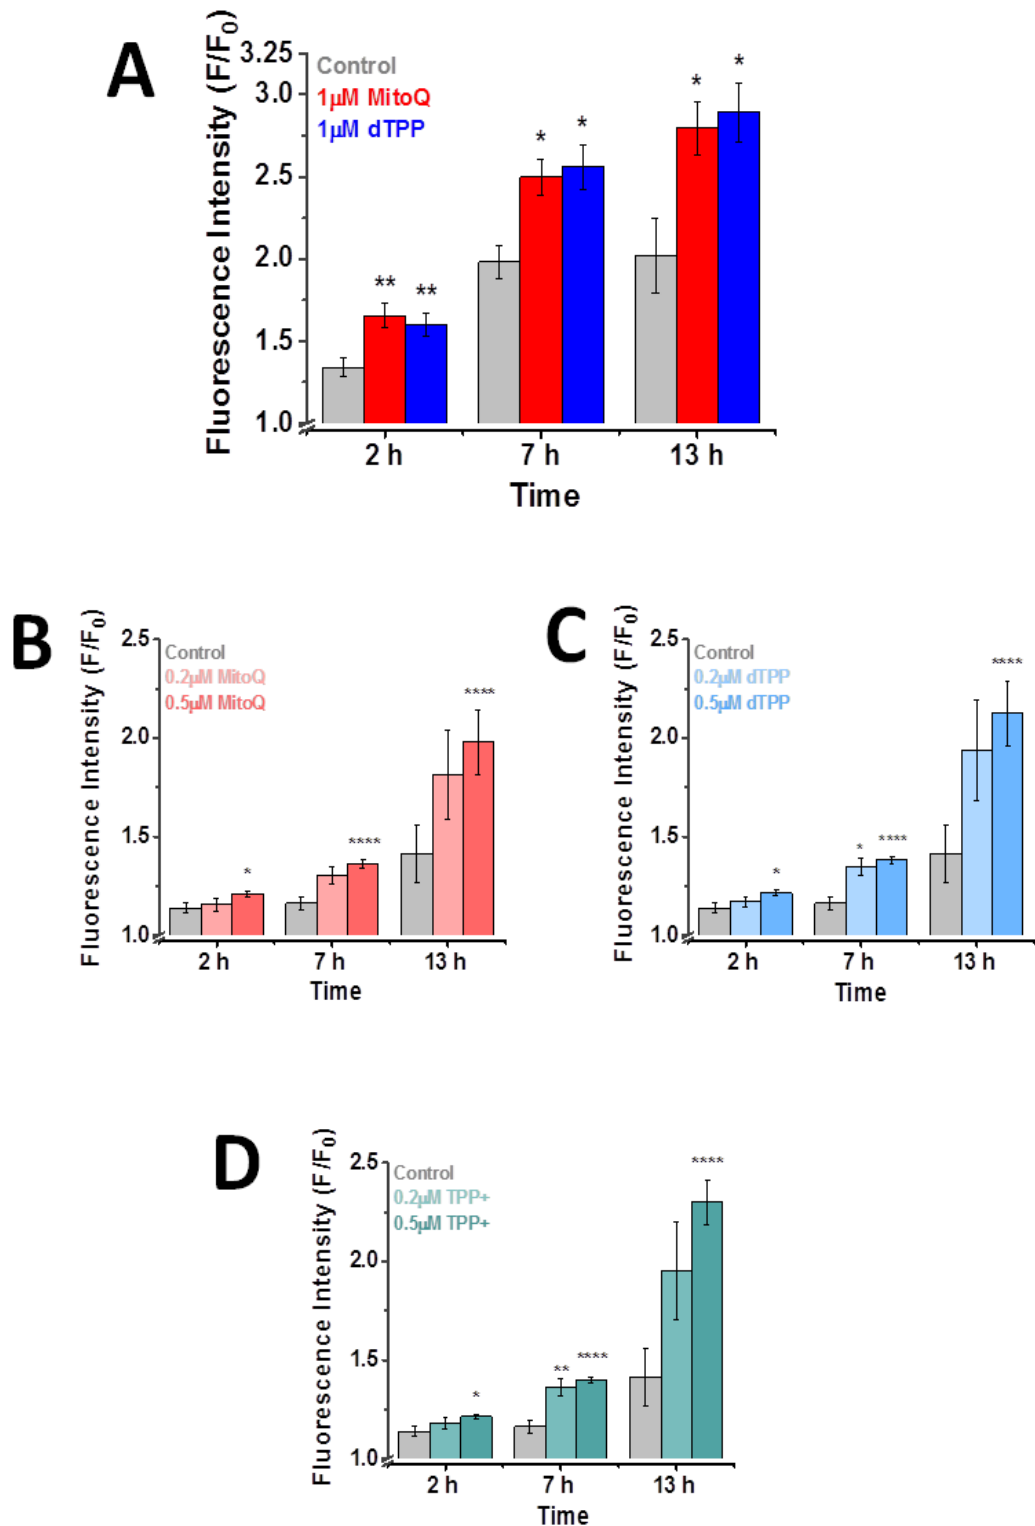 A
Fluorescence Intensity (F/F₀)
3.25
3.0
2.5
2.0
1.5
1.0
Control
1µM MitoQ
1µM dTPP
** **
* *
* *
2 h 7 h 13 h
Time
B
Fluorescence Intensity (F/F₀)
2.5
2.0
1.5
1.0
Control
0.2µM MitoQ
0.5µM MitoQ
*
****
****
2 h 7 h 13 h
Time
C
Fluorescence Intensity (F/F₀)
2.5
2.0
1.5
1.0
Control
0.2µM dTPP
0.5µM dTPP
*
* ****
****
2 h 7 h 13 h
Time
D
Fluorescence Intensity (F/F₀)
2.5
2.0
1.5
1.0
Control
0.2µM TPP+
0.5µM TPP+
*
** ****
****
2 h 7 h 13 h
Time